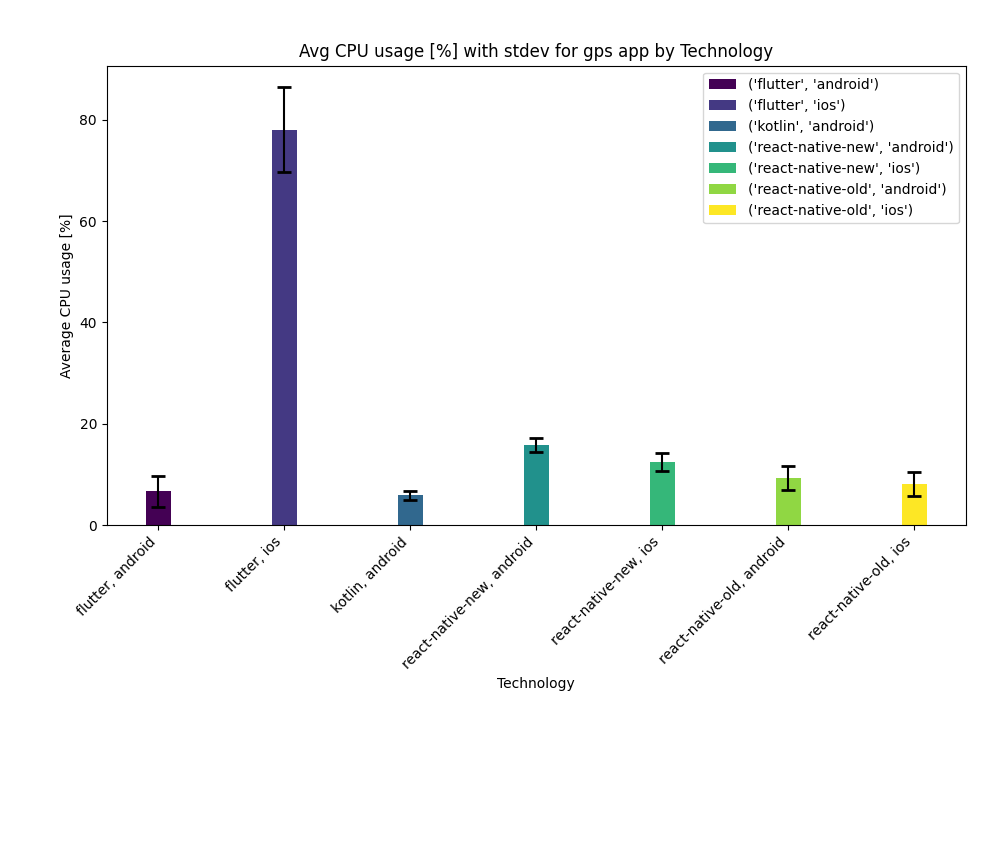 Avg CPU usage [%] with stdev for gps app by Technology
('flutter', 'android')
('flutter', 'ios')
('kotlin', 'android')
('react-native-new', 'android')
('react-native-new', 'ios')
('react-native-old', 'android')
('react-native-old', 'ios')
Average CPU usage [%]
80
60
40
20
0
flutter, android
flutter, ios
kotlin, android
react-native-new, android
react-native-new, ios
react-native-old, android
react-native-old, ios
Technology